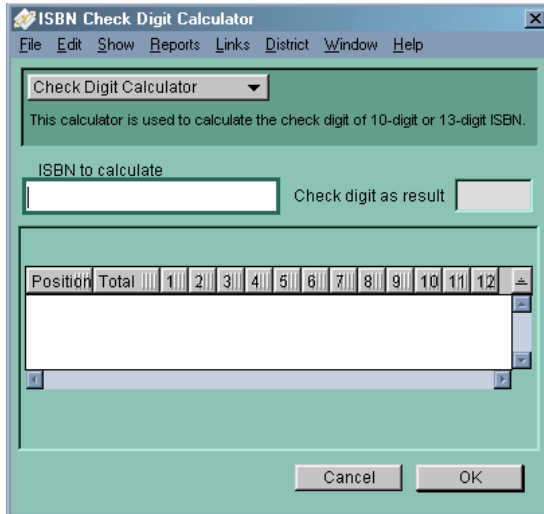 ISBN Check Digit Calculator
File Edit Show Reports Links District Window Help
Check Digit Calculator
This calculator is used to calculate the check digit of 10-digit or 13-digit ISBN.
ISBN to calculate
Check digit as result
Position Total 1 2 3 4 5 6 7 8 9 10 11 12
Cancel OK